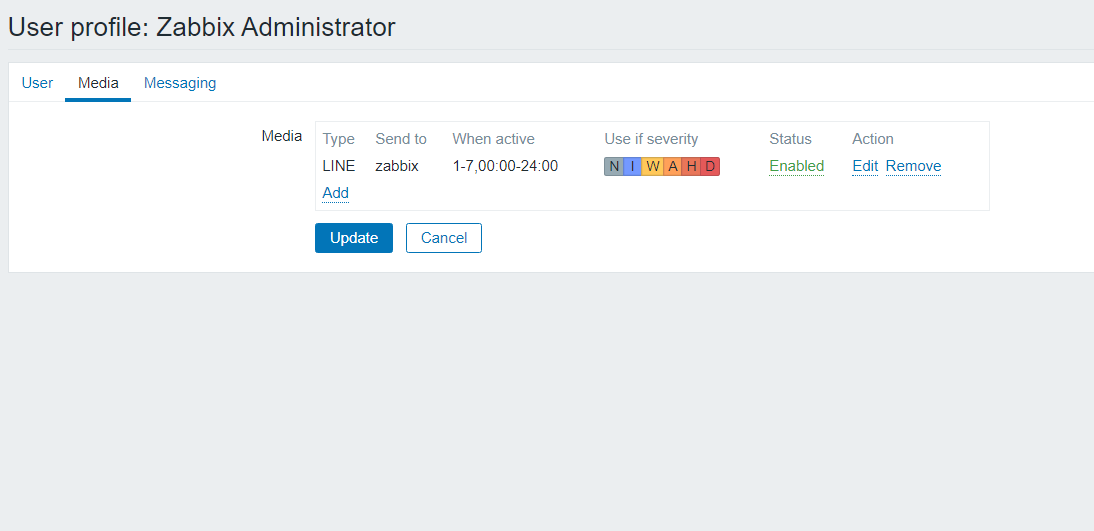 User profile: Zabbix Administrator
User Media Messaging
Media Type Send to When active Use if severity Status Action
LINE zabbix 1-7,00:00-24:00 N I W A H D Enabled Edit Remove
Add
Update Cancel